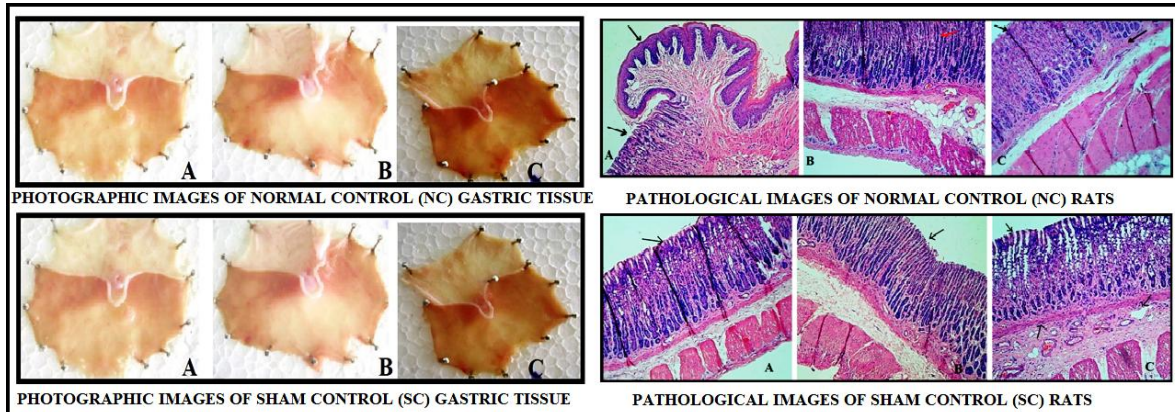 A B C
A B C
PHOTOGRAPHIC IMAGES OF NORMAL CONTROL (NC) GASTRIC TISSUE
PATHOLOGICAL IMAGES OF NORMAL CONTROL (NC) RATS
A B C
A B C
PHOTOGRAPHIC IMAGES OF SHAM CONTROL (SC) GASTRIC TISSUE
PATHOLOGICAL IMAGES OF SHAM CONTROL (SC) RATS